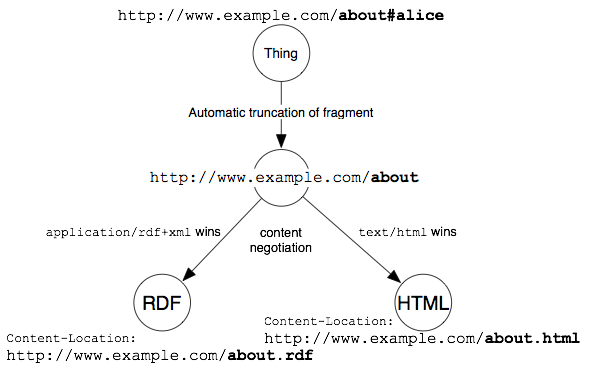 http://www.example.com/about#alice
Thing
Automatic truncation of fragment
http://www.example.com/about
application/rdf+xml wins
content
negotiation
text/html wins
RDF
HTML
Content-Location:
http://www.example.com/about.html
Content-Location:
http://www.example.com/about.rdf